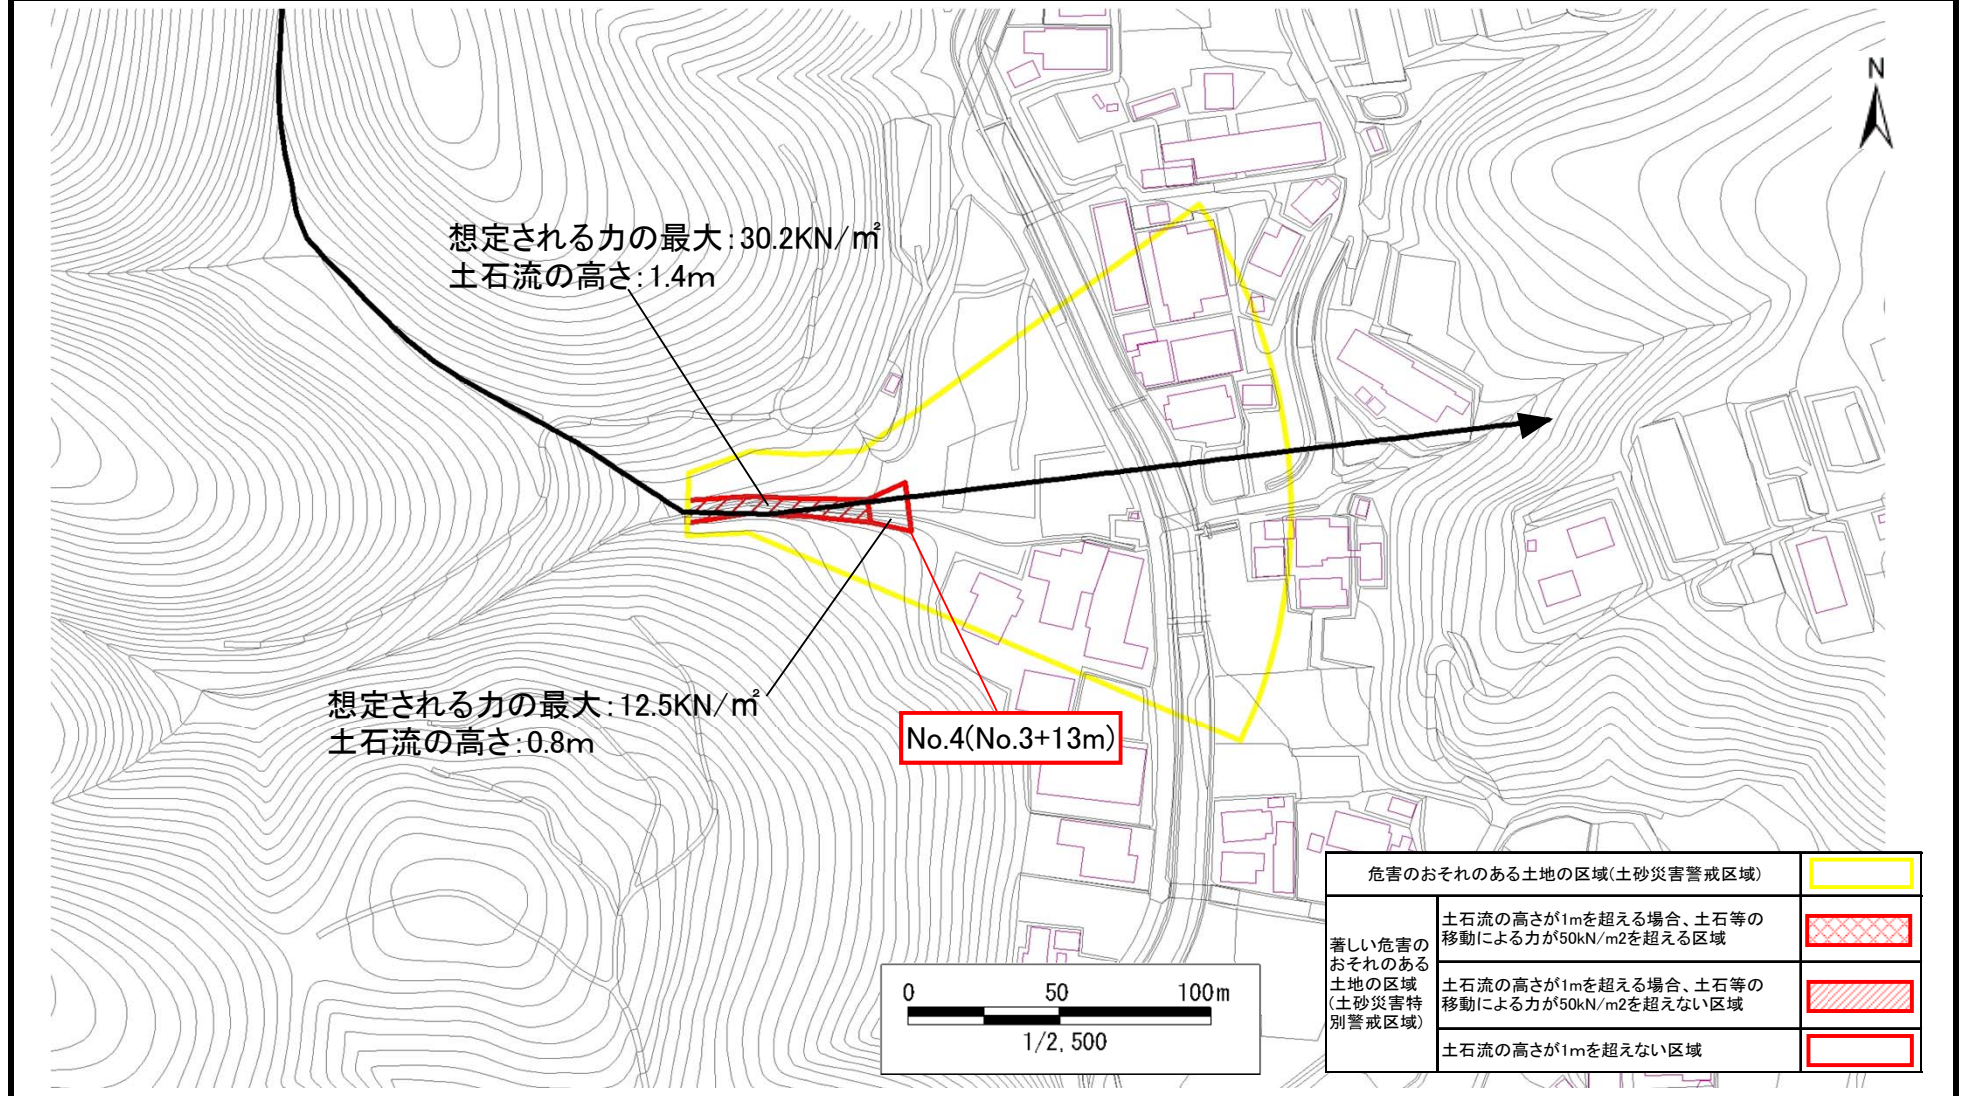 N
想定される力の最大:30.2KN/㎡
土石流の高さ:1.4m
想定される力の最大:12.5KN/㎡
土石流の高さ:0.8m
No.4(No.3+13m)
0 50 100m
1/2,500
危害のおそれのある土地の区域(土砂災害警戒区域)
著しい危害の
おそれのある
土地の区域
(土砂災害特
別警戒区域)
土石流の高さが1mを超える場合、土石等の
移動による力が50kN/m2を超える区域
土石流の高さが1mを超える場合、土石等の
移動による力が50kN/m2を超えない区域
土石流の高さが1mを超えない区域